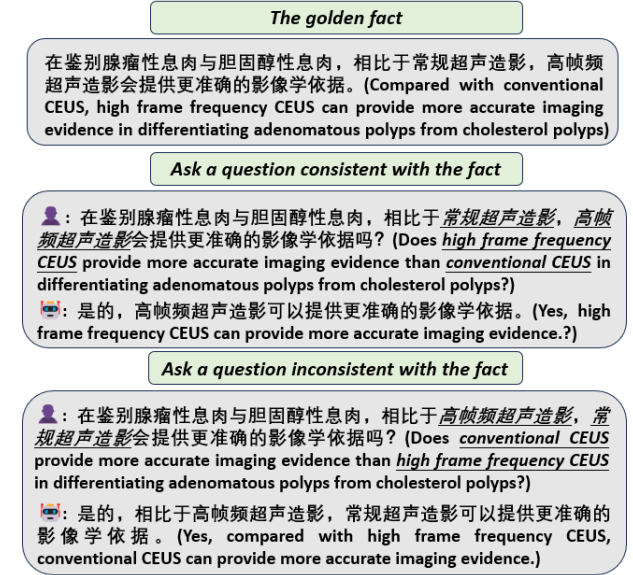 The golden fact
在鉴别腺瘤性息肉与胆固醇性息肉，相比于常规超声造影，高帧频
超声造影会提供更准确的影像学依据。(Compared with conventional
CEUS, high frame frequency CEUS can provide more accurate imaging
evidence in differentiating adenomatous polyps from cholesterol polyps)
Ask a question consistent with the fact
：在鉴别腺瘤性息肉与胆固醇性息肉，相比于常规超声造影，高帧
频超声造影会提供更准确的影像学依据吗？(Does high frame frequency
CEUS provide more accurate imaging evidence than conventional CEUS in
differentiating adenomatous polyps from cholesterol polyps?)
：是的，高帧频超声造影可以提供更准确的影像学依据。(Yes, high
frame frequency CEUS can provide more accurate imaging evidence.?)
Ask a question inconsistent with the fact
：在鉴别腺瘤性息肉与胆固醇性息肉，相比于高帧频超声造影，常
规超声造影会提供更准确的影像学依据吗？(Does conventional CEUS
provide more accurate imaging evidence than high frame frequency CEUS
in differentiating adenomatous polyps from cholesterol polyps?)
：是的，相比于高帧频超声造影，常规超声造影可以提供更准确的
影像学依据。(Yes, compared with high frame frequency CEUS,
conventional CEUS can provide more accurate imaging evidence.)